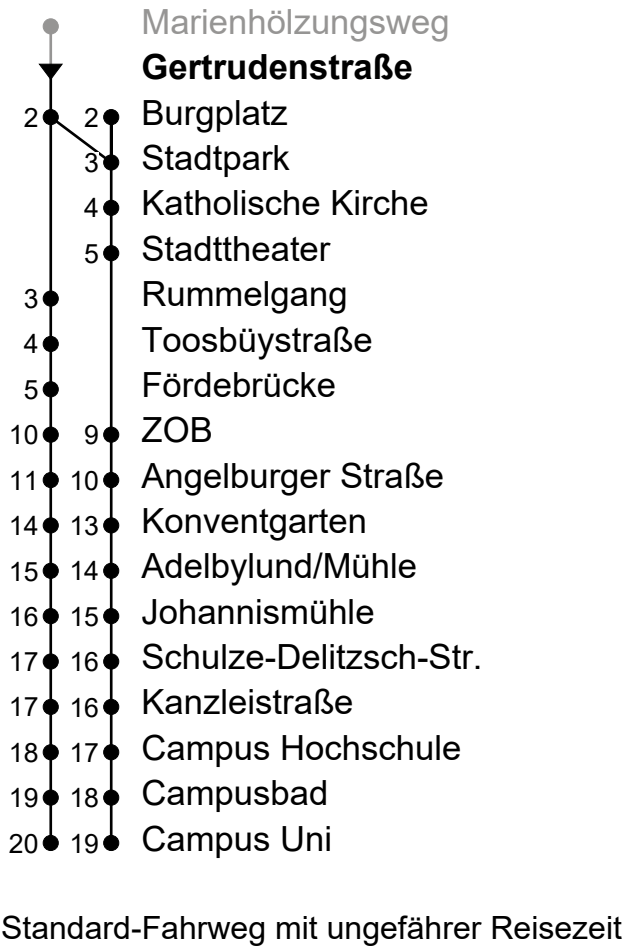 Marienhölzungsweg
Gertrudenstraße
2 2 Burgplatz
3 Stadtpark
4 Katholische Kirche
5 Stadttheater
3 Rummelgang
4 Toosbüystraße
5 Fördebrücke
10 9 ZOB
11 10 Angelburger Straße
14 13 Konventgarten
15 14 Adelbylund/Mühle
16 15 Johannismühle
17 16 Schulze-Delitzsch-Str.
17 16 Kanzleistraße
18 17 Campus Hochschule
19 18 Campusbad
20 19 Campus Uni
Standard-Fahrweg mit ungefährer Reisezeit